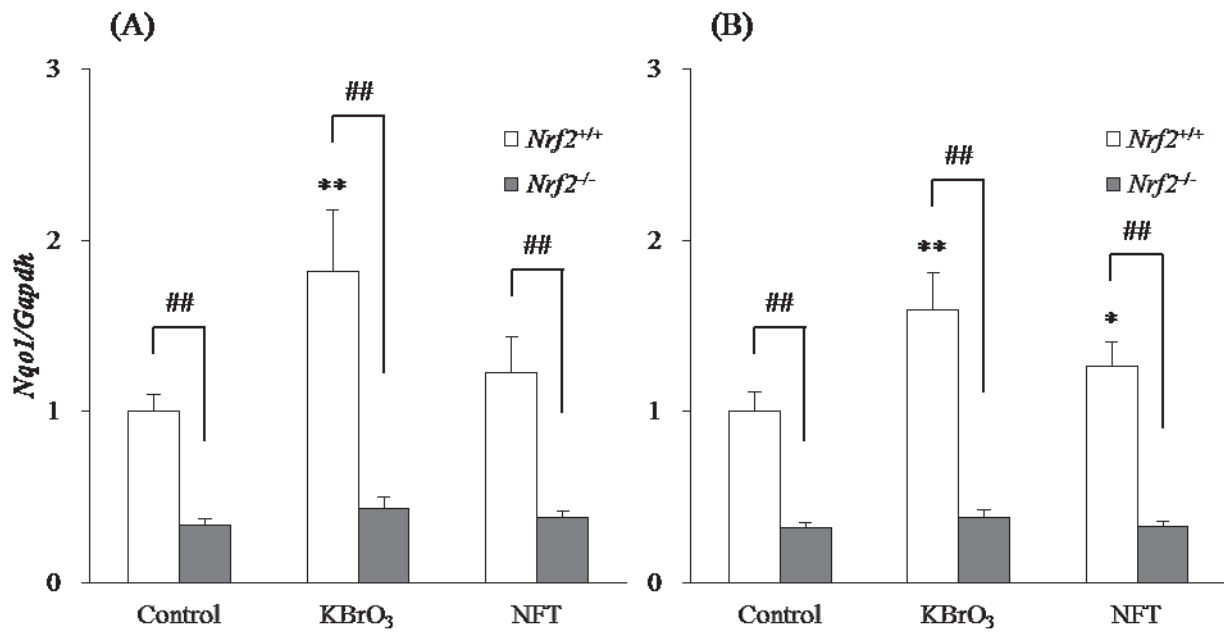 (A)
3
2
1
0
Nqo1/Gapdh
##
##
**
##
Nrf2+/+
Nrf2-/-
Control
KBrO₃
NFT
(B)
3
2
1
0
##
##
**
##
*
Nrf2+/+
Nrf2-/-
Control
KBrO₃
NFT